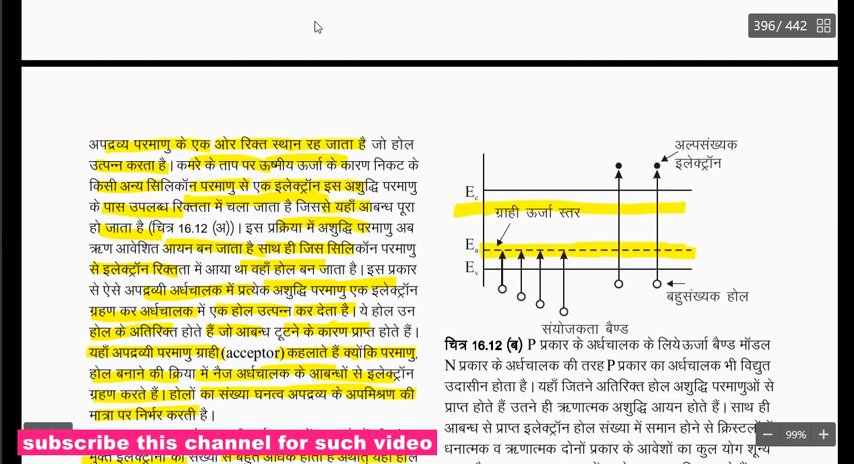 396/ 442
अपद्रव्य परमाणु के एक ओर रिक्त स्थान रह जाता है जो होल
उत्पन्न करता है। कमरे के ताप पर ऊष्मीय ऊर्जा के कारण निकट के
किसी अन्य सिलिकॉन परमाणु से एक इलेक्ट्रॉन इस अशुद्धि परमाणु
के पास उपलब्ध रिक्तता में चला जाता है जिससे यहाँ आबन्ध पूरा
हो जाता है (चित्र 16.12 (अ))। इस प्रक्रिया में अशुद्धि परमाणु अब
ऋण आवेशित आयन बन जाता है साथ ही जिस सिलिकॉन परमाणु
से इलेक्ट्रॉन रिक्तता में आया था वहाँ होल बन जाता है। इस प्रकार
से ऐसे अपद्रव्यी अर्धचालक में प्रत्येक अशुद्धि परमाणु एक इलेक्ट्रॉन
ग्रहण कर अर्धचालक में एक होल उत्पन्न कर देता है। ये होल उन
होल के अतिरिक्त होते हैं जो आबन्ध टूटने के कारण प्राप्त होते हैं।
यहाँ अपद्रवी परमाणु ग्राही (acceptor) कहलाते हैं क्योंकि परमाणु,
होल बनाने की क्रिया में नैज अर्धचालक के आबन्धों से इलेक्ट्रॉन
ग्रहण करते हैं। होलों का संख्या घनत्व अपद्रव्य के अपमिश्रण की
मात्रा पर निर्भर करती है।
मुक्त इलेक्ट्रॉनों की संख्या से बहुत अधिक होती है अर्थात् यहाँ होल
अल्पसंख्यक
इलेक्ट्रॉन
Ec
ग्राही ऊर्जा स्तर
Ea
Ev
बहुसंख्यक होल
संयोजकता बैण्ड
चित्र 16.12 (ब) P प्रकार के अर्धचालक के लिये ऊर्जा बैण्ड मॉडल
N प्रकार के अर्धचालक की तरह P प्रकार का अर्धचालक भी विद्युत
उदासीन होता है। यहाँ जितने अतिरिक्त होल अशुद्धि परमाणुओं से
प्राप्त होते हैं उतने ही ऋणात्मक अशुद्धि आयन होते हैं। साथ ही
आबन्ध से प्राप्त इलेक्ट्रॉन होल संख्या में समान होने से
धनात्मक व ऋणात्मक दोनों प्रकार के आवेशों का कुल योग शून्य
99%
subscribe this channel for such video